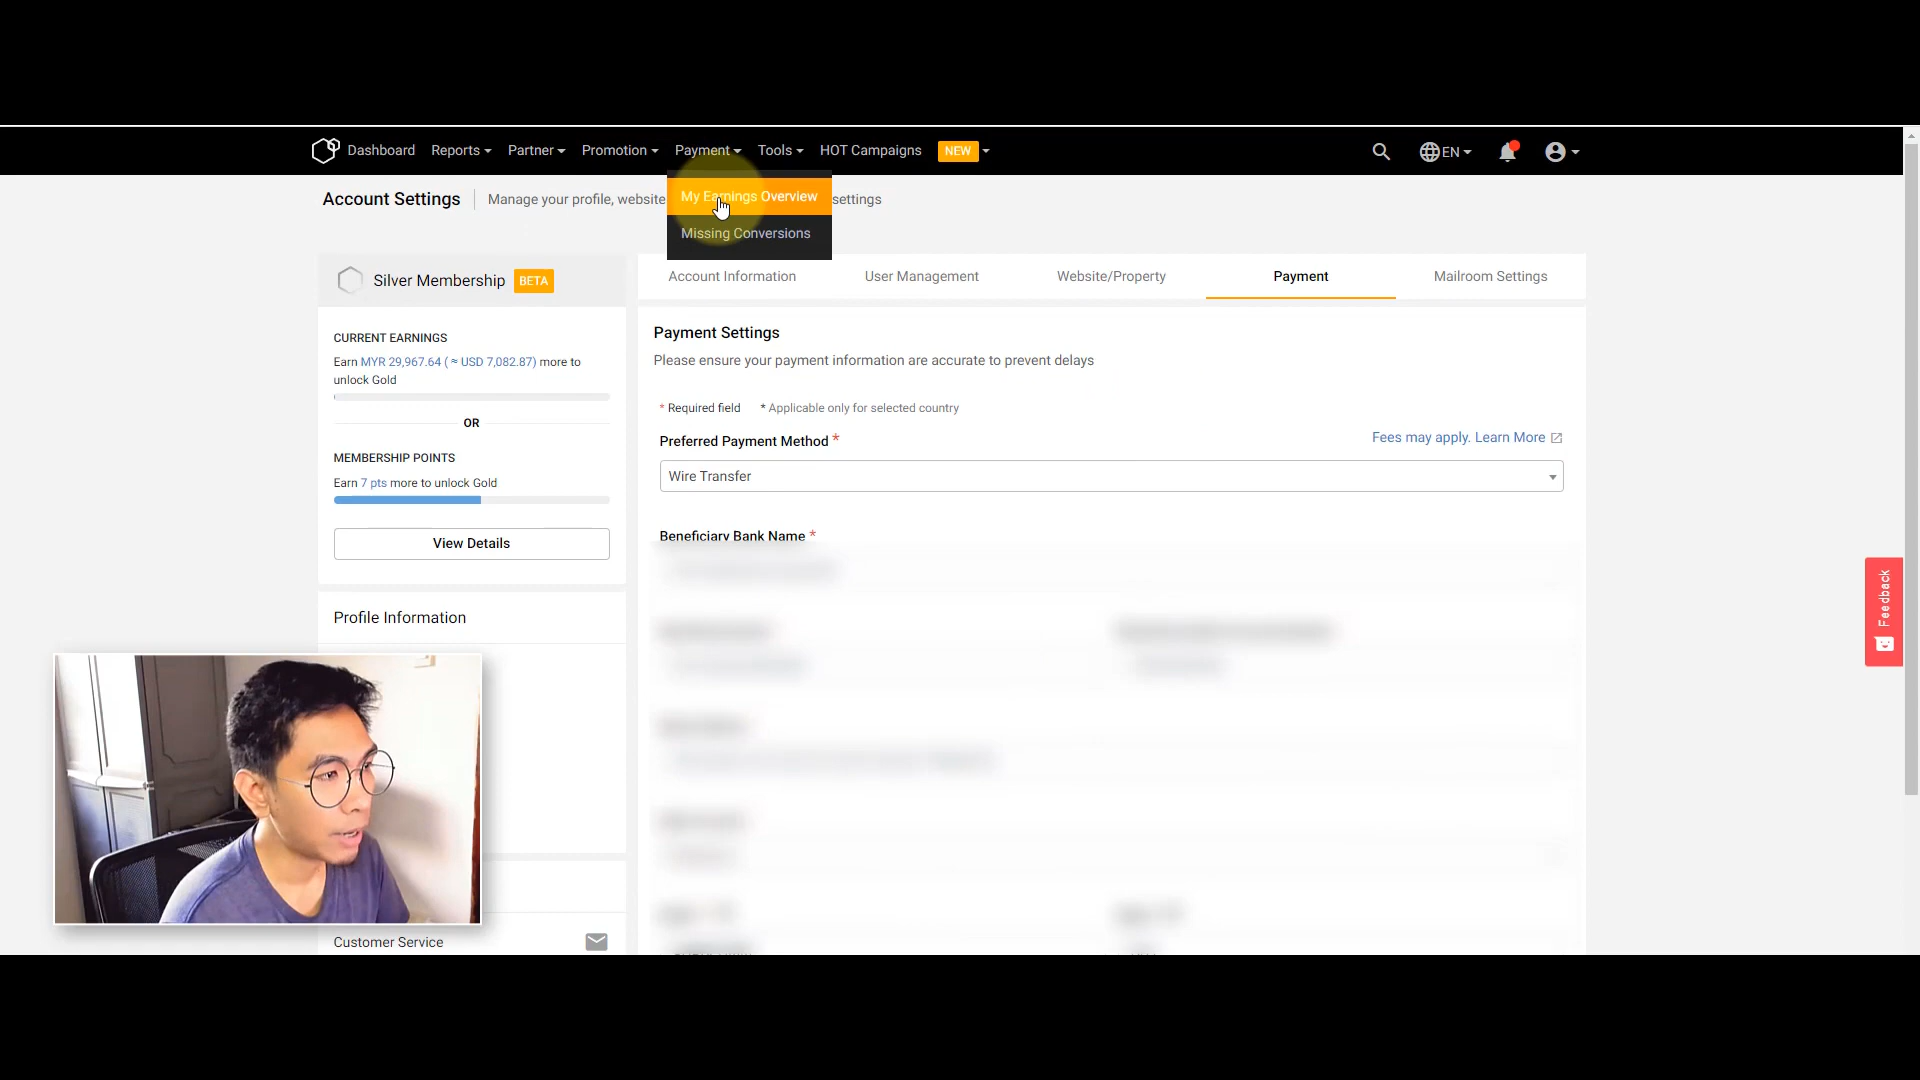 Dashboard Reports Partner Promotion Payment Tools HOT Campaigns NEW EN
Account Settings Manage your profile, website settings
My Earnings Overview
Missing Conversions
Silver Membership BETA
Account Information User Management Website/Property Payment Mailroom Settings
CURRENT EARNINGS
Earn MYR 29,967.64 ( ≈ USD 7,082.87) more to
unlock Gold
OR
MEMBERSHIP POINTS
Earn 7 pts more to unlock Gold
View Details
Profile Information
Customer Service
Payment Settings
Please ensure your payment information are accurate to prevent delays
* Required field * Applicable only for selected country
Preferred Payment Method *
Fees may apply. Learn More
Wire Transfer
Beneficiary Bank Name *
Feedback